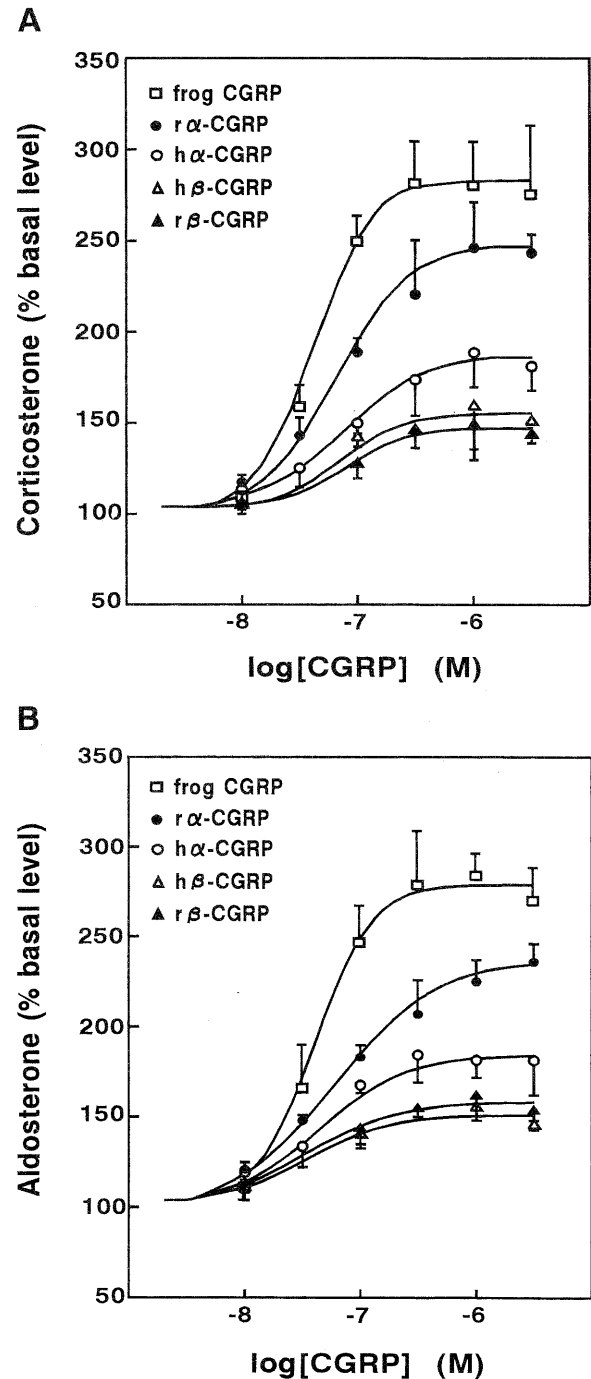 A
Corticosterone (% basal level)
350
300
250
200
150
100
50
frog CGRP
rα-CGRP
hα-CGRP
hβ-CGRP
rβ-CGRP
-8
-7
-6
log[CGRP] (M)
B
Aldosterone (% basal level)
350
300
250
200
150
100
50
frog CGRP
rα-CGRP
hα-CGRP
hβ-CGRP
rβ-CGRP
-8
-7
-6
log[CGRP] (M)